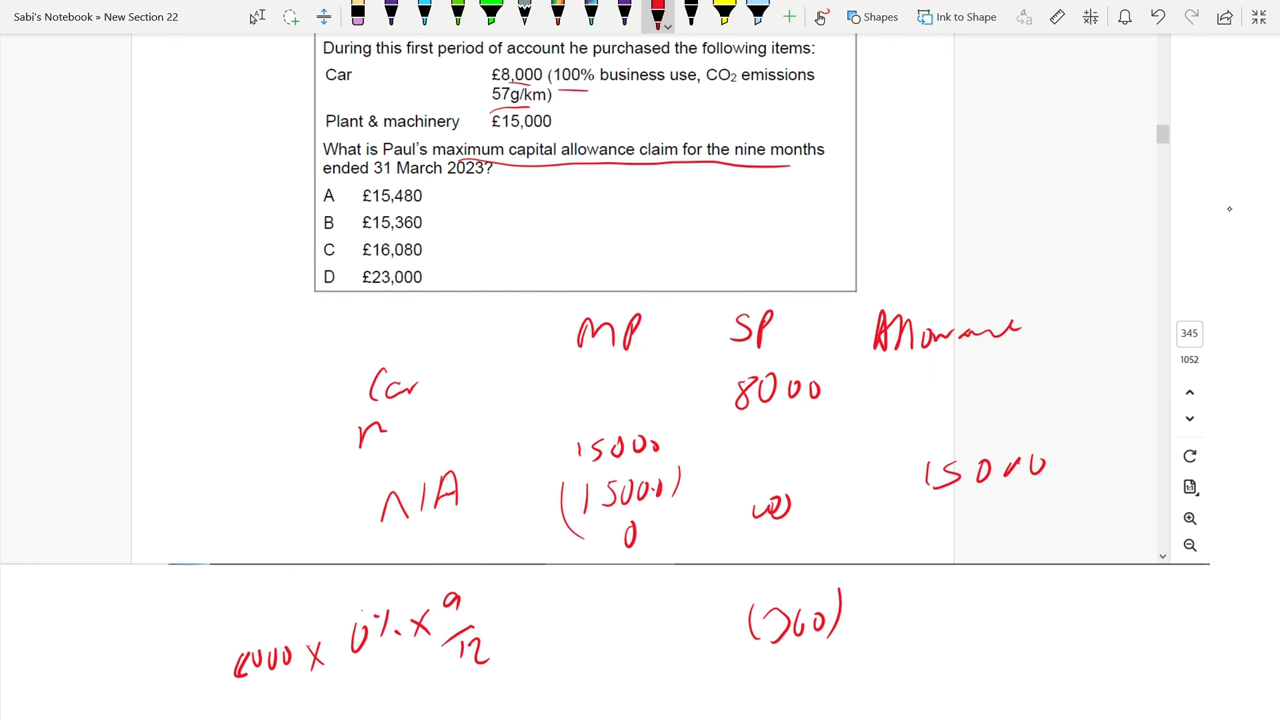 Sabi's Notebook » New Section 22
Shapes
Ink to Shape
During this first period of account he purchased the following items:
Car £8,000 (100% business use, CO2 emissions
57g/km)
Plant & machinery £15,000
What is Paul's maximum capital allowance claim for the nine months
ended 31 March 2023?
A £15,480
B £15,360
C £16,080
D £23,000
MP SP Allowance
Car 8000
15000
(15000) 15000
0
(360)
345
1052